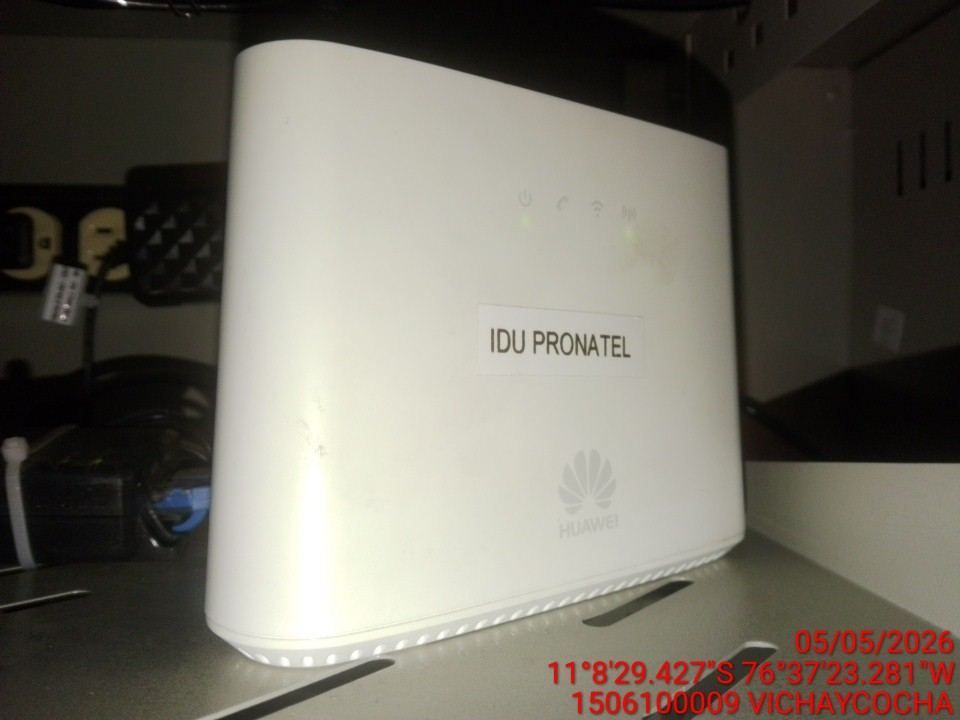 IDU PRONATEL
HUAWEI
05/05/2026
11°8'29.427"S 76°37'23.281"W
1506100009 VICHAYCOCHA